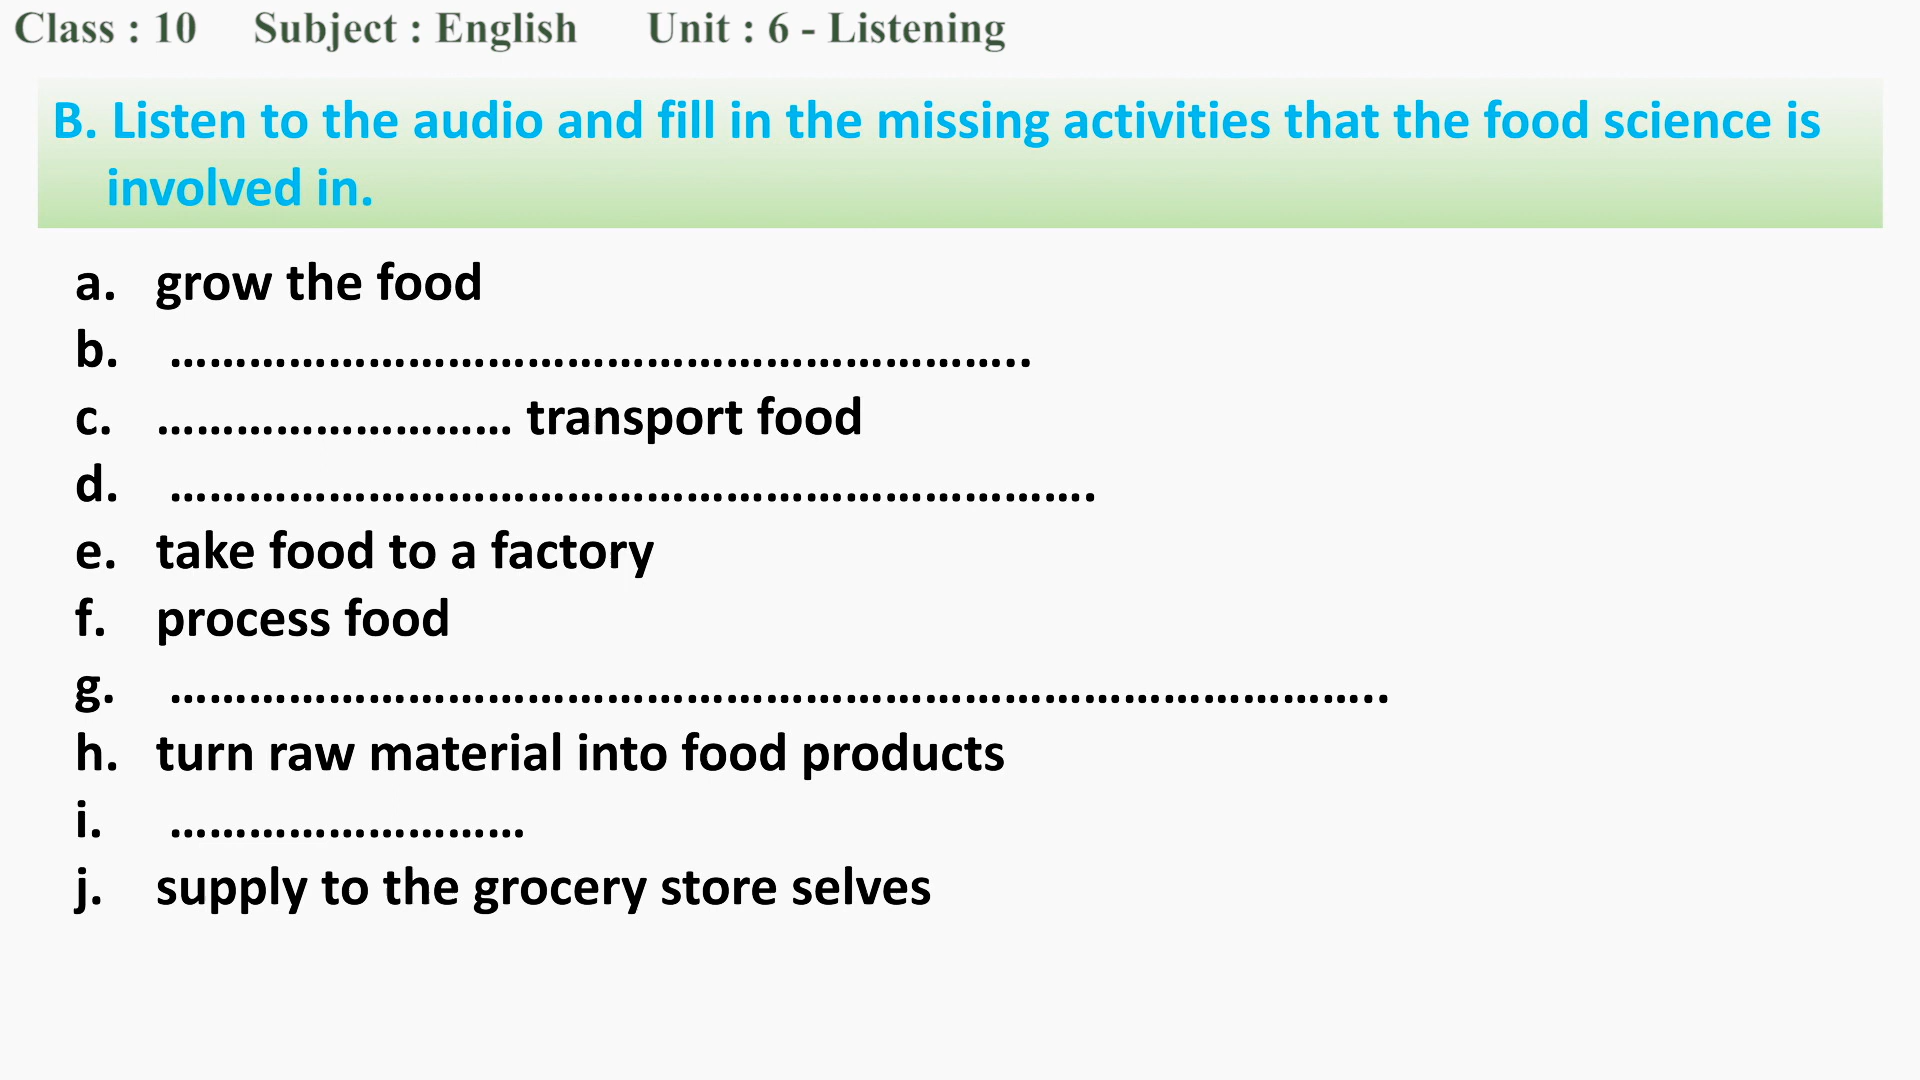 Class : 10 Subject : English Unit : 6 - Listening
B. Listen to the audio and fill in the missing activities that the food science is
involved in.
a. grow the food
b. …………………………………………………………..
c. ……………………… transport food
d. …………………………………………………………….
e. take food to a factory
f. process food
g. …………………………………………………………………………………..
h. turn raw material into food products
i. ………………………
j. supply to the grocery store selves